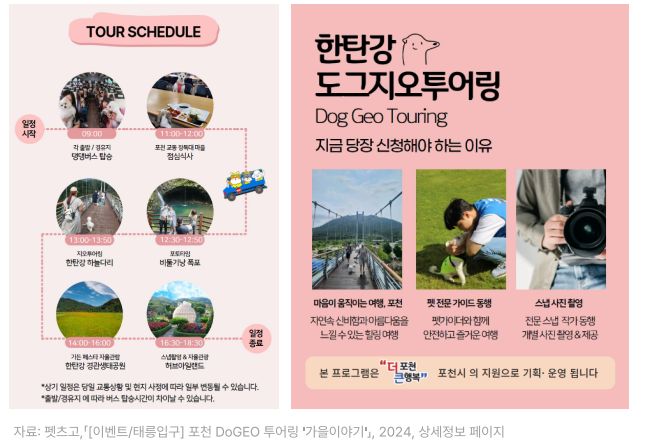 TOUR SCHEDULE
일정
시작
09:00
각 출발 / 경유지
댕댕버스 탑승
11:00-12:00
포천 교동 장독대 마을
점심식사
13:00-13:50
지오투어링
한탄강 하늘다리
12:30-12:50
포토타임
비둘기낭 폭포
14:00-16:00
가든 페스타 자율관람
한탄강 경관생태공원
16:30-18:30
스냅촬영 & 자율관광
허브아일랜드
일정
종료
*상기 일정은 당일 교통상황 및 현지 사정에 따라 일부 변동될 수 있습니다.
*출발/경유지 에 따라 버스 탑승시간이 차이날 수 있습니다.
한탄강
도그지오투어링
Dog Geo Touring
지금 당장 신청해야 하는 이유
마음이 움직이는 여행, 포천
자연속 신비함과 아름다움을
느낄 수 있는 힐링 여행
펫 전문 가이드 동행
펫가이더와 함께
안전하고 즐거운 여행
스냅 사진 촬영
전문 스냅 작가 동행
개별 사진 촬영 & 제공
본 프로그램은 "더 포천 큰 행복" 포천시 의 지원으로 기획· 운영 됩니다
자료: 펫츠고,「[이벤트/태릉입구] 포천 DoGEO 투어링 '가을이야기'」, 2024, 상세정보 페이지